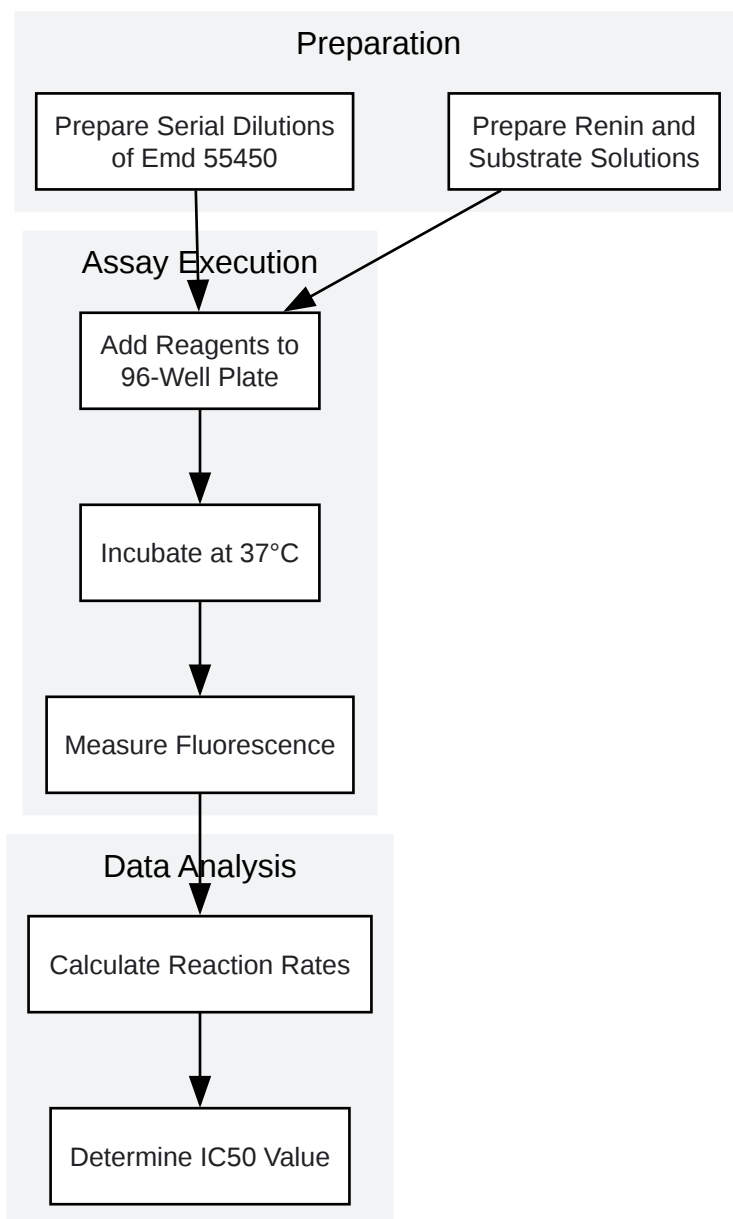 Preparation
Prepare Serial Dilutions
of Emd 55450
Prepare Renin and
Substrate Solutions
Assay Execution
Add Reagents to
96-Well Plate
Incubate at 37°C
Measure Fluorescence
Data Analysis
Calculate Reaction Rates
Determine IC50 Value